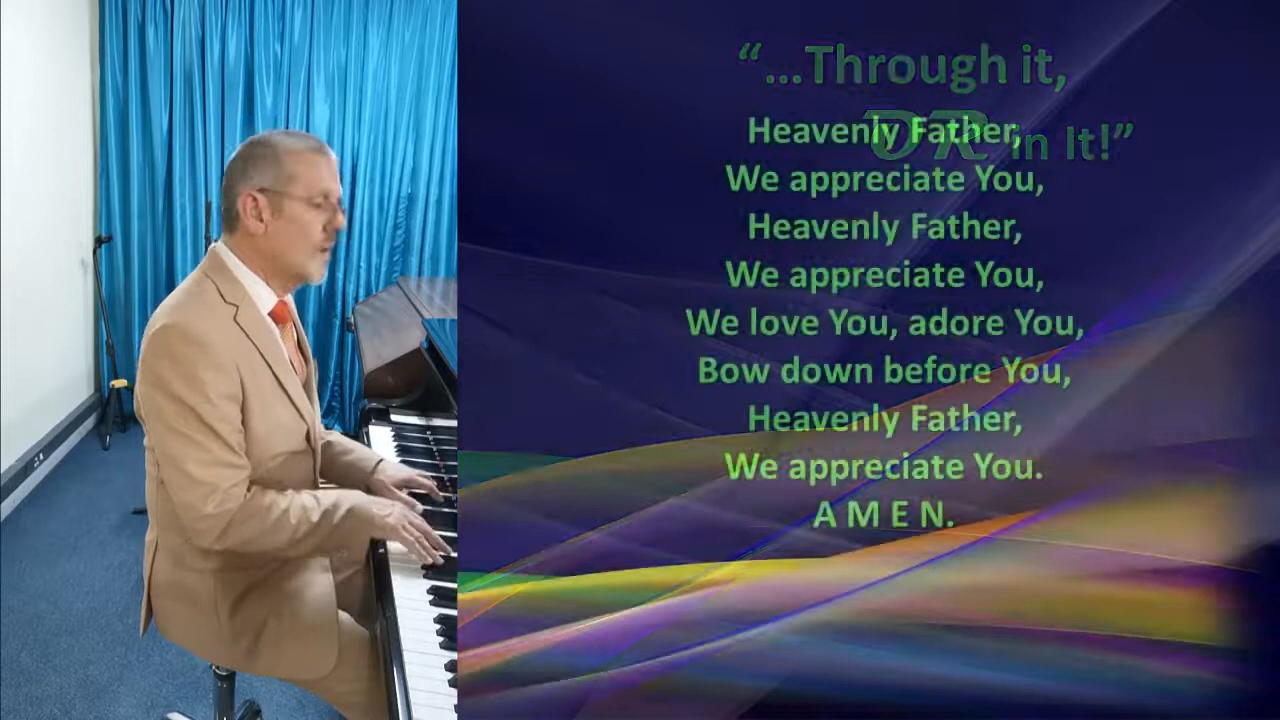 “...Through it,
OR in It!”
Heavenly Father,
We appreciate You,
Heavenly Father,
We appreciate You,
We love You, adore You,
Bow down before You,
Heavenly Father,
We appreciate You.
A M E N.